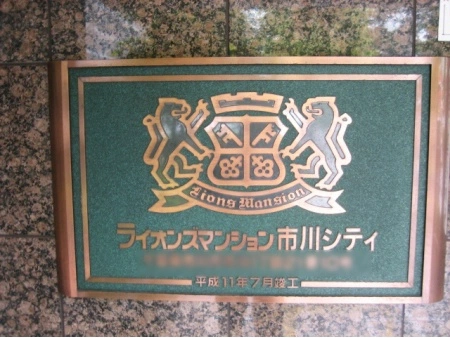 Lions Mansion
ライオンズマンション市川シティ
平成11年7月竣工